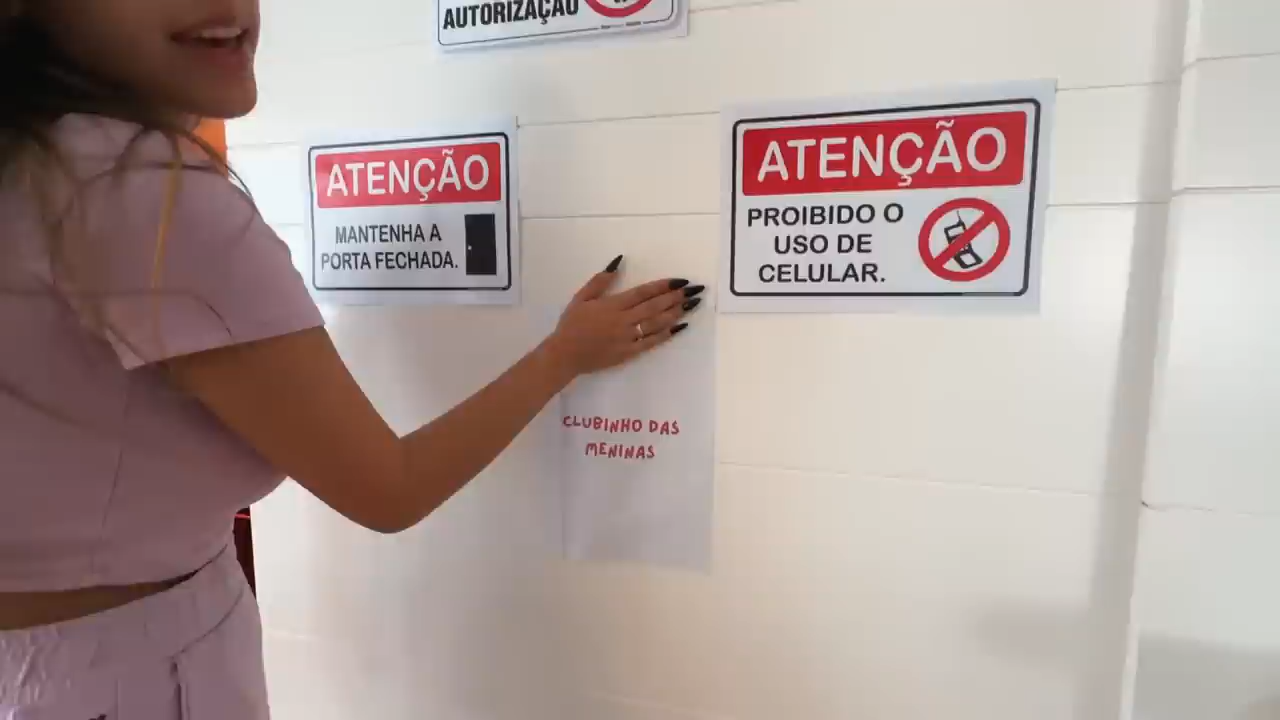 AUTORIZAÇÃO
ATENÇÃO
MANTENHA A
PORTA FECHADA.
ATENÇÃO
PROIBIDO O
USO DE
CELULAR.
CLUBINHO DAS
MENINAS